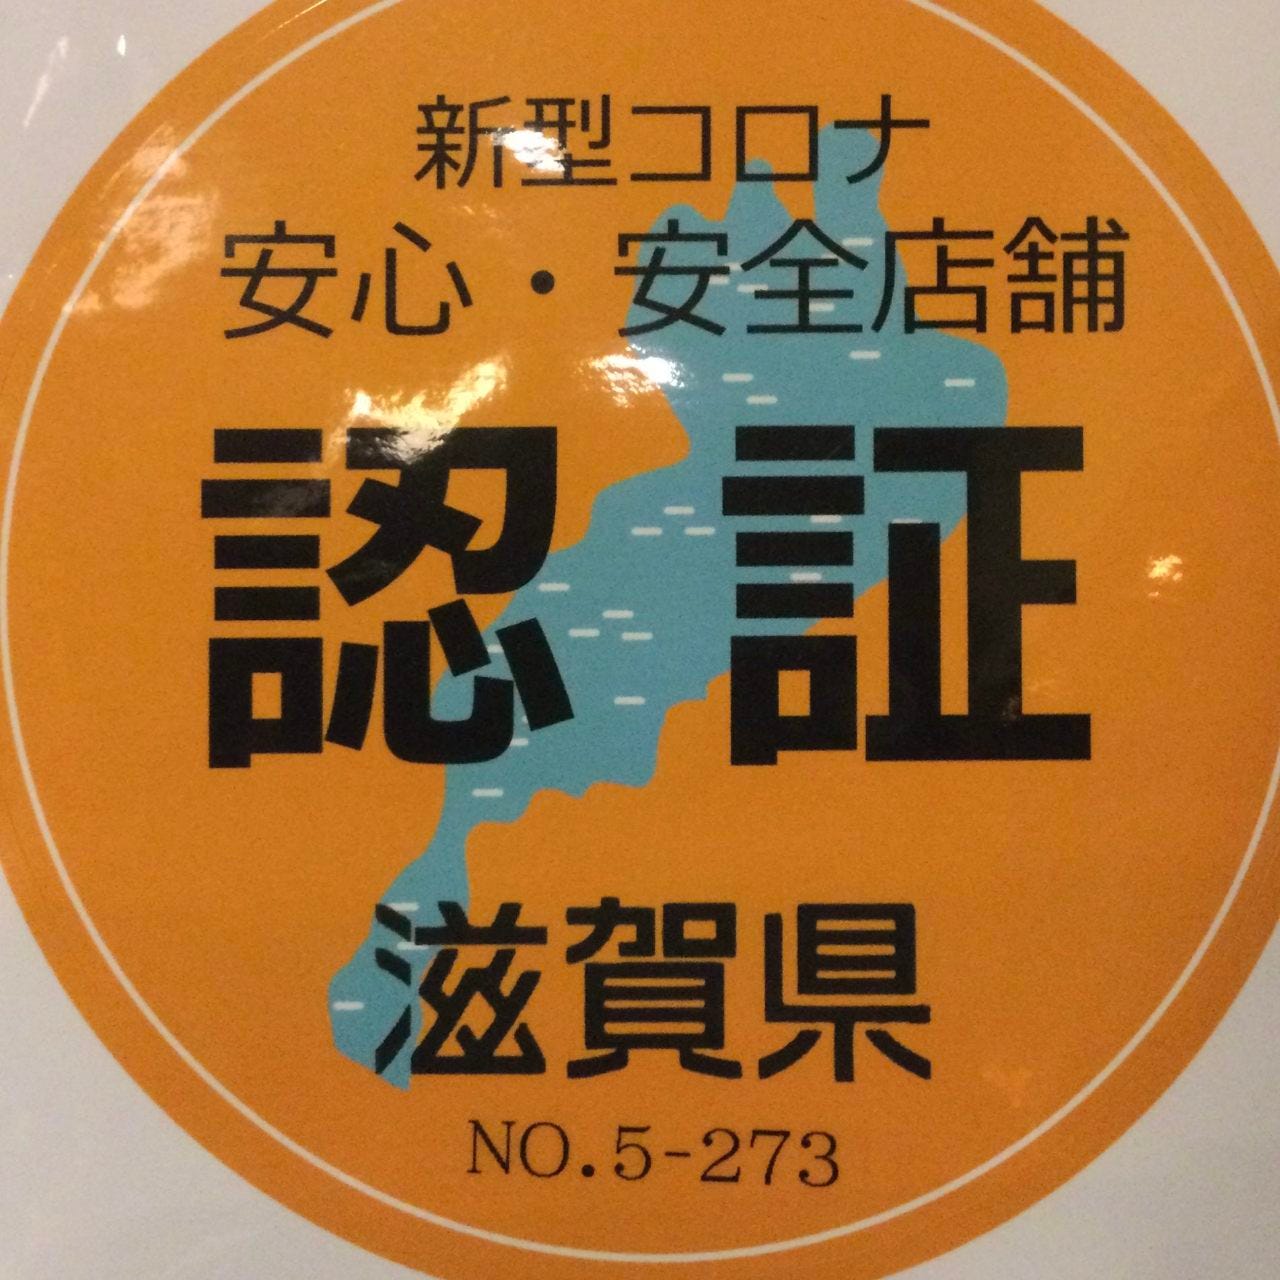 新型コロナ
安心・安全店舗
認証
滋賀県
NO.5-273